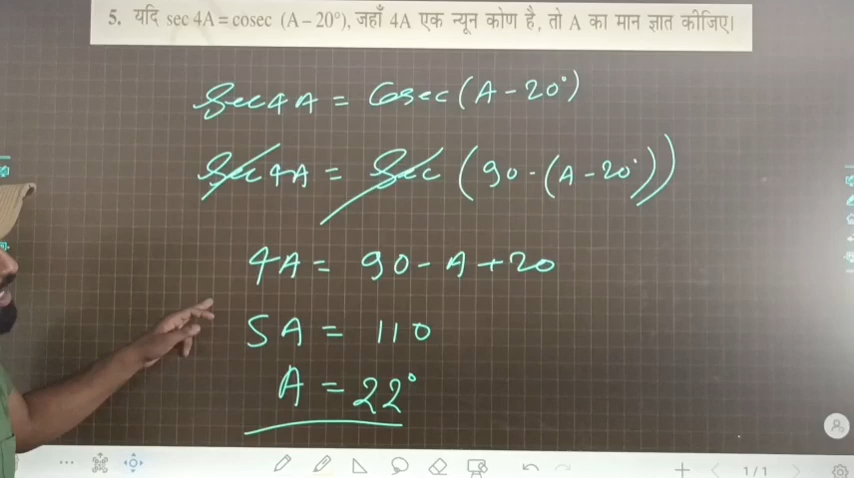 5. यदि sec 4A = cosec (A – 20°), जहाँ 4A एक न्यून कोण है, तो A का मान ज्ञात कीजिए।
Sec4A = Cosec(A-20°)
Sec4A = Sec (90-(A-20°))
4A = 90-A+20
5A = 110
A = 22°
1/1